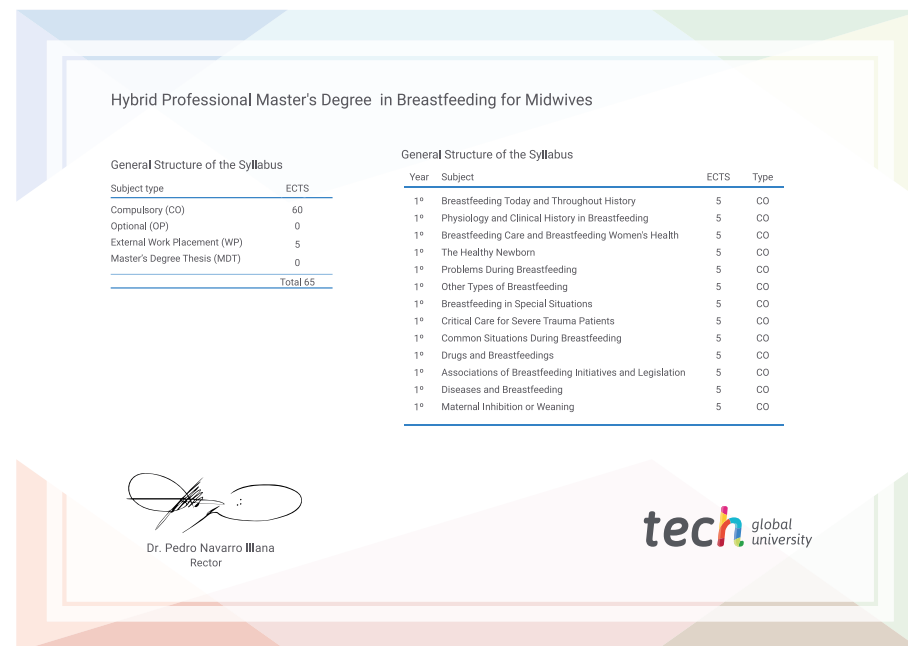 Hybrid Professional Master's Degree in Breastfeeding for Midwives
General Structure of the Syllabus
Subject type ECTS
Compulsory (CO) 60
Optional (OP) 0
External Work Placement (WP) 5
Master's Degree Thesis (MDT) 0
Total 65
General Structure of the Syllabus
Year Subject ECTS Type
1º Breastfeeding Today and Throughout History 5 CO
1º Physiology and Clinical History in Breastfeeding 5 CO
1º Breastfeeding Care and Breastfeeding Women's Health 5 CO
1º The Healthy Newborn 5 CO
1º Problems During Breastfeeding 5 CO
1º Other Types of Breastfeeding 5 CO
1º Breastfeeding in Special Situations 5 CO
1º Critical Care for Severe Trauma Patients 5 CO
1º Common Situations During Breastfeeding 5 CO
1º Drugs and Breastfeedings 5 CO
1º Associations of Breastfeeding Initiatives and Legislation 5 CO
1º Diseases and Breastfeeding 5 CO
1º Maternal Inhibition or Weaning 5 CO
Dr. Pedro Navarro Illana
Rector
tech global
university